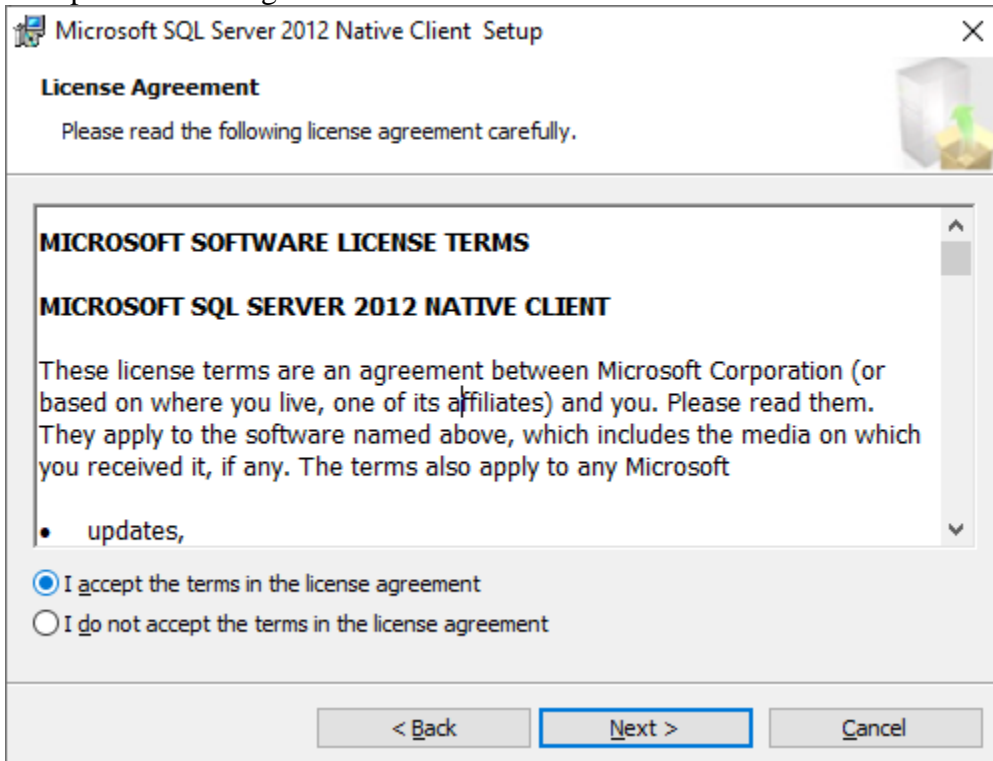 Microsoft SQL Server 2012 Native Client Setup
License Agreement
Please read the following license agreement carefully.
MICROSOFT SOFTWARE LICENSE TERMS
MICROSOFT SQL SERVER 2012 NATIVE CLIENT
These license terms are an agreement between Microsoft Corporation (or
based on where you live, one of its affiliates) and you. Please read them.
They apply to the software named above, which includes the media on which
you received it, if any. The terms also apply to any Microsoft
• updates,
I accept the terms in the license agreement
I do not accept the terms in the license agreement
< Back Next > Cancel